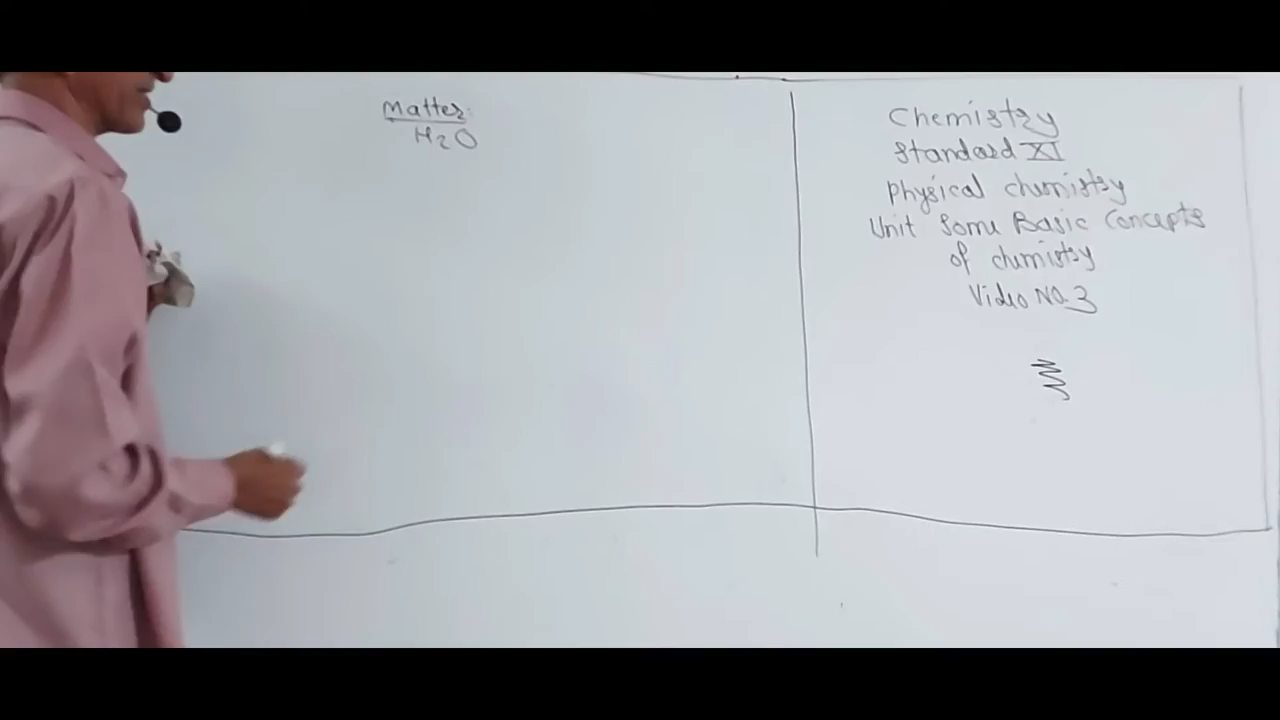 Matter:
H2O
Chemistry
Standard XI
Physical chemistry
Unit Some Basic Concepts
of chemistry
Video No. 3